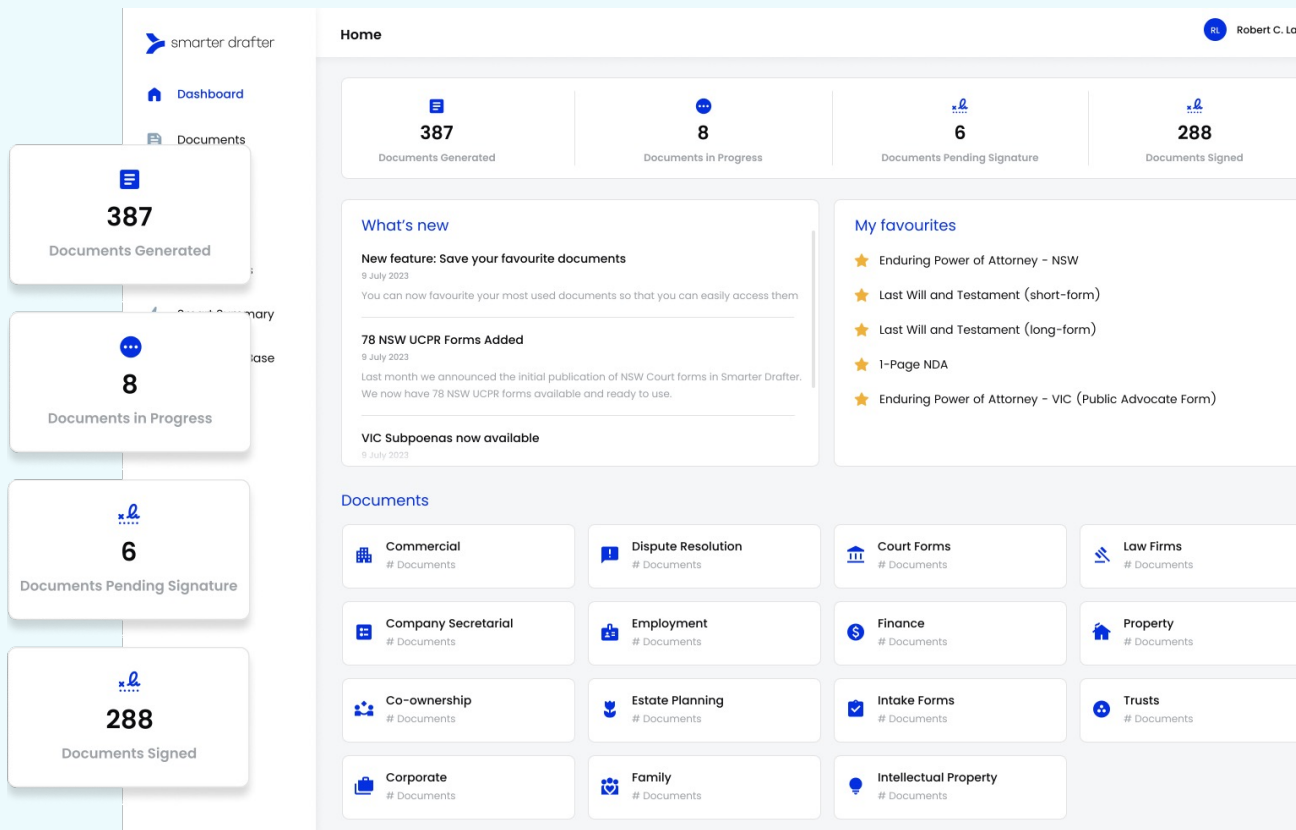 smarter drafter
Home
RL
Robert C. Lo
Dashboard
Documents
387
Documents Generated
8
Documents in Progress
6
Documents Pending Signature
288
Documents Signed
387
Documents Generated
8
Documents in Progress
6
Documents Pending Signature
288
Documents Signed
What's new
New feature: Save your favourite documents
9 July 2023
You can now favourite your most used documents so that you can easily access them
78 NSW UCPR Forms Added
9 July 2023
Last month we announced the initial publication of NSW Court forms in Smarter Drafter.
We now have 78 NSW UCPR forms available and ready to use.
VIC Subpoenas now available
9 July 2023
My favourites
Enduring Power of Attorney - NSW
Last Will and Testament (short-form)
Last Will and Testament (long-form)
1-Page NDA
Enduring Power of Attorney - VIC (Public Advocate Form)
Documents
Commercial
# Documents
Dispute Resolution
# Documents
Court Forms
# Documents
Law Firms
# Documents
Company Secretarial
# Documents
Employment
# Documents
Finance
# Documents
Property
# Documents
Co-ownership
# Documents
Estate Planning
# Documents
Intake Forms
# Documents
Trusts
# Documents
Corporate
# Documents
Family
# Documents
Intellectual Property
# Documents